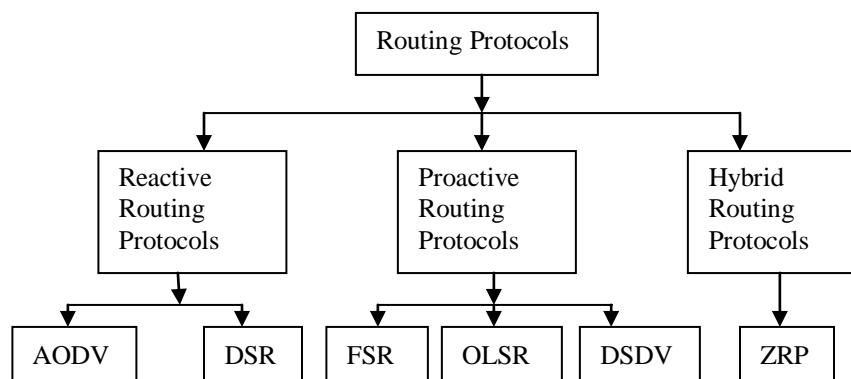 Routing Protocols
Reactive
Routing
Protocols
Proactive
Routing
Protocols
Hybrid
Routing
Protocols
AODV
DSR
FSR
OLSR
DSDV
ZRP